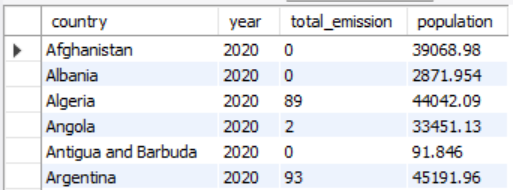 country year total_emission population
Afghanistan 2020 0 39068.98
Albania 2020 0 2871.954
Algeria 2020 89 44042.09
Angola 2020 2 33451.13
Antigua and Barbuda 2020 0 91.846
Argentina 2020 93 45191.96